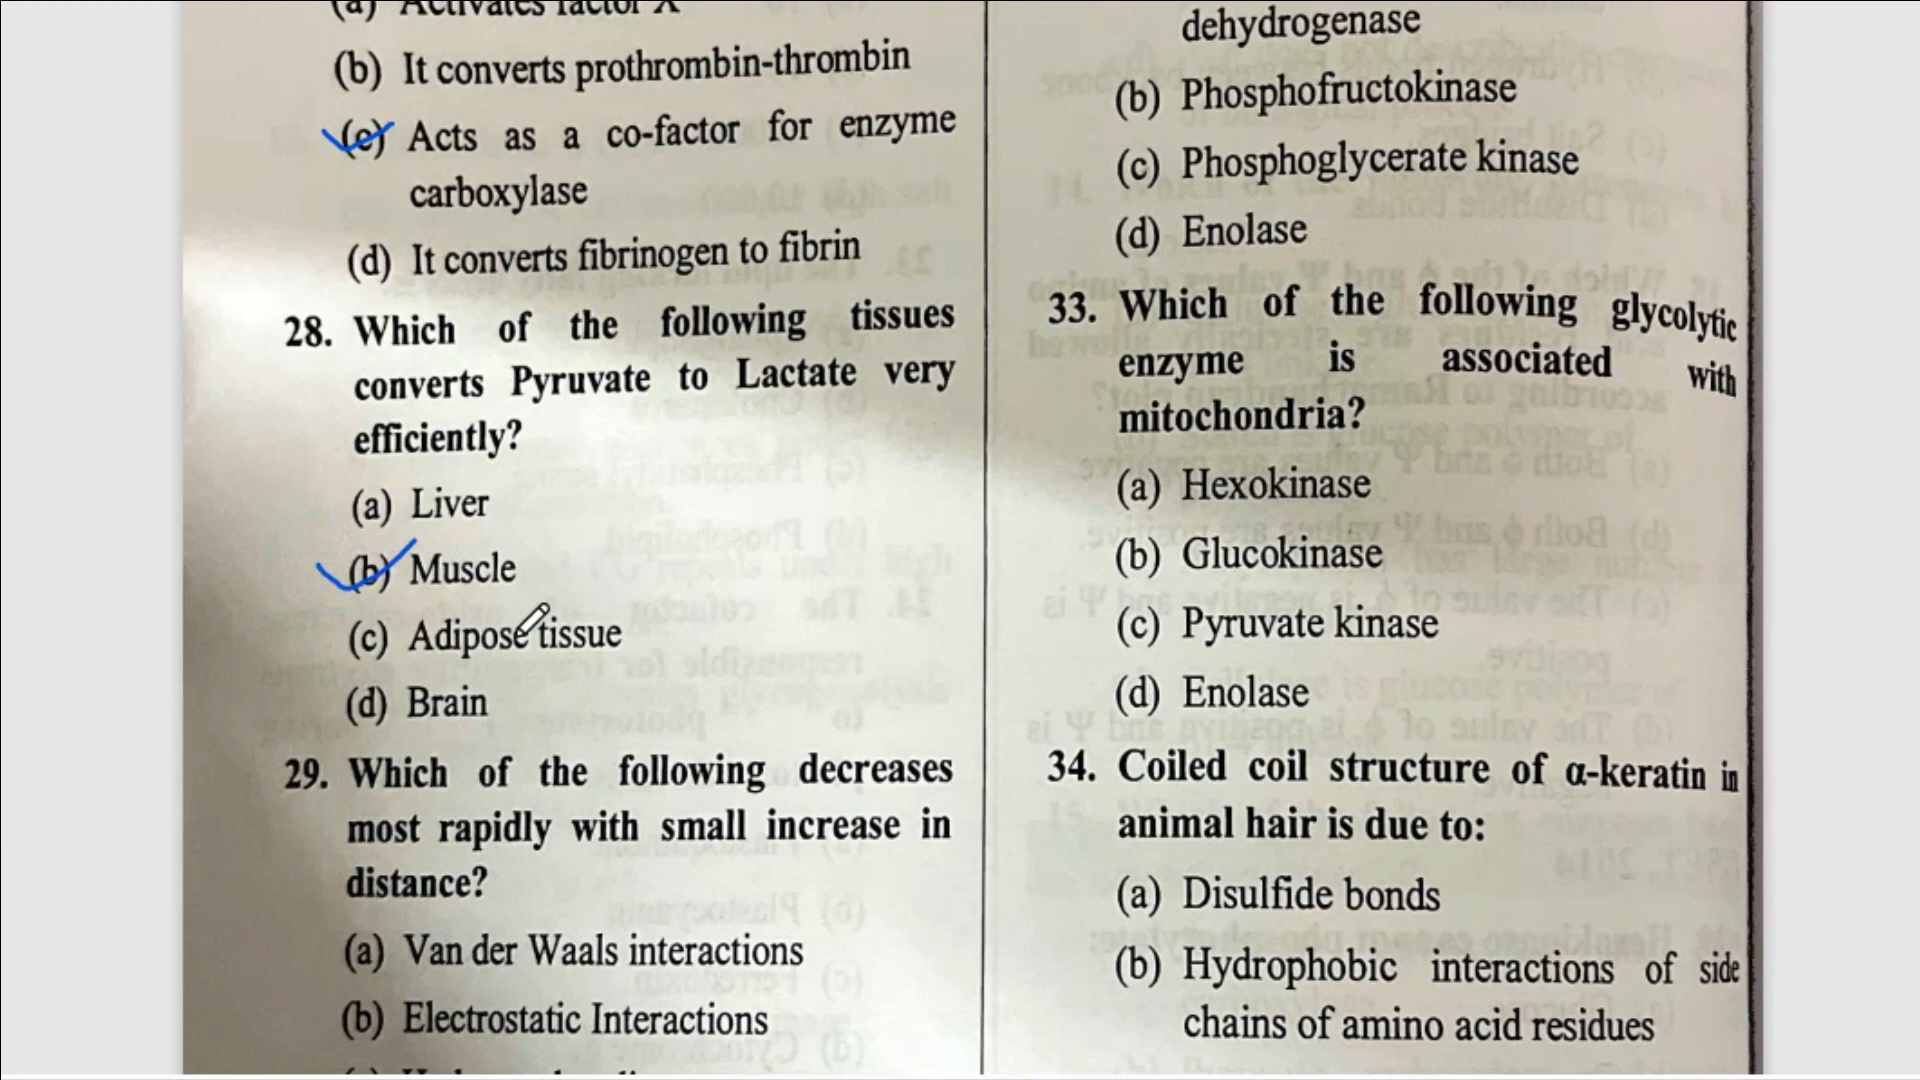 (a) Activates factor X
(b) It converts prothrombin-thrombin
(c) Acts as a co-factor for enzyme
carboxylase
(d) It converts fibrinogen to fibrin
28. Which of the following tissues
converts Pyruvate to Lactate very
efficiently?
(a) Liver
(b) Muscle
(c) Adipose tissue
(d) Brain
29. Which of the following decreases
most rapidly with small increase in
distance?
(a) Van der Waals interactions
(b) Electrostatic Interactions
dehydrogenase
(b) Phosphofructokinase
(c) Phosphoglycerate kinase
(d) Enolase
33. Which of the following glycolytic
enzyme is associated with
mitochondria?
(a) Hexokinase
(b) Glucokinase
(c) Pyruvate kinase
(d) Enolase
34. Coiled coil structure of α-keratin in
animal hair is due to:
(a) Disulfide bonds
(b) Hydrophobic interactions of side
chains of amino acid residues